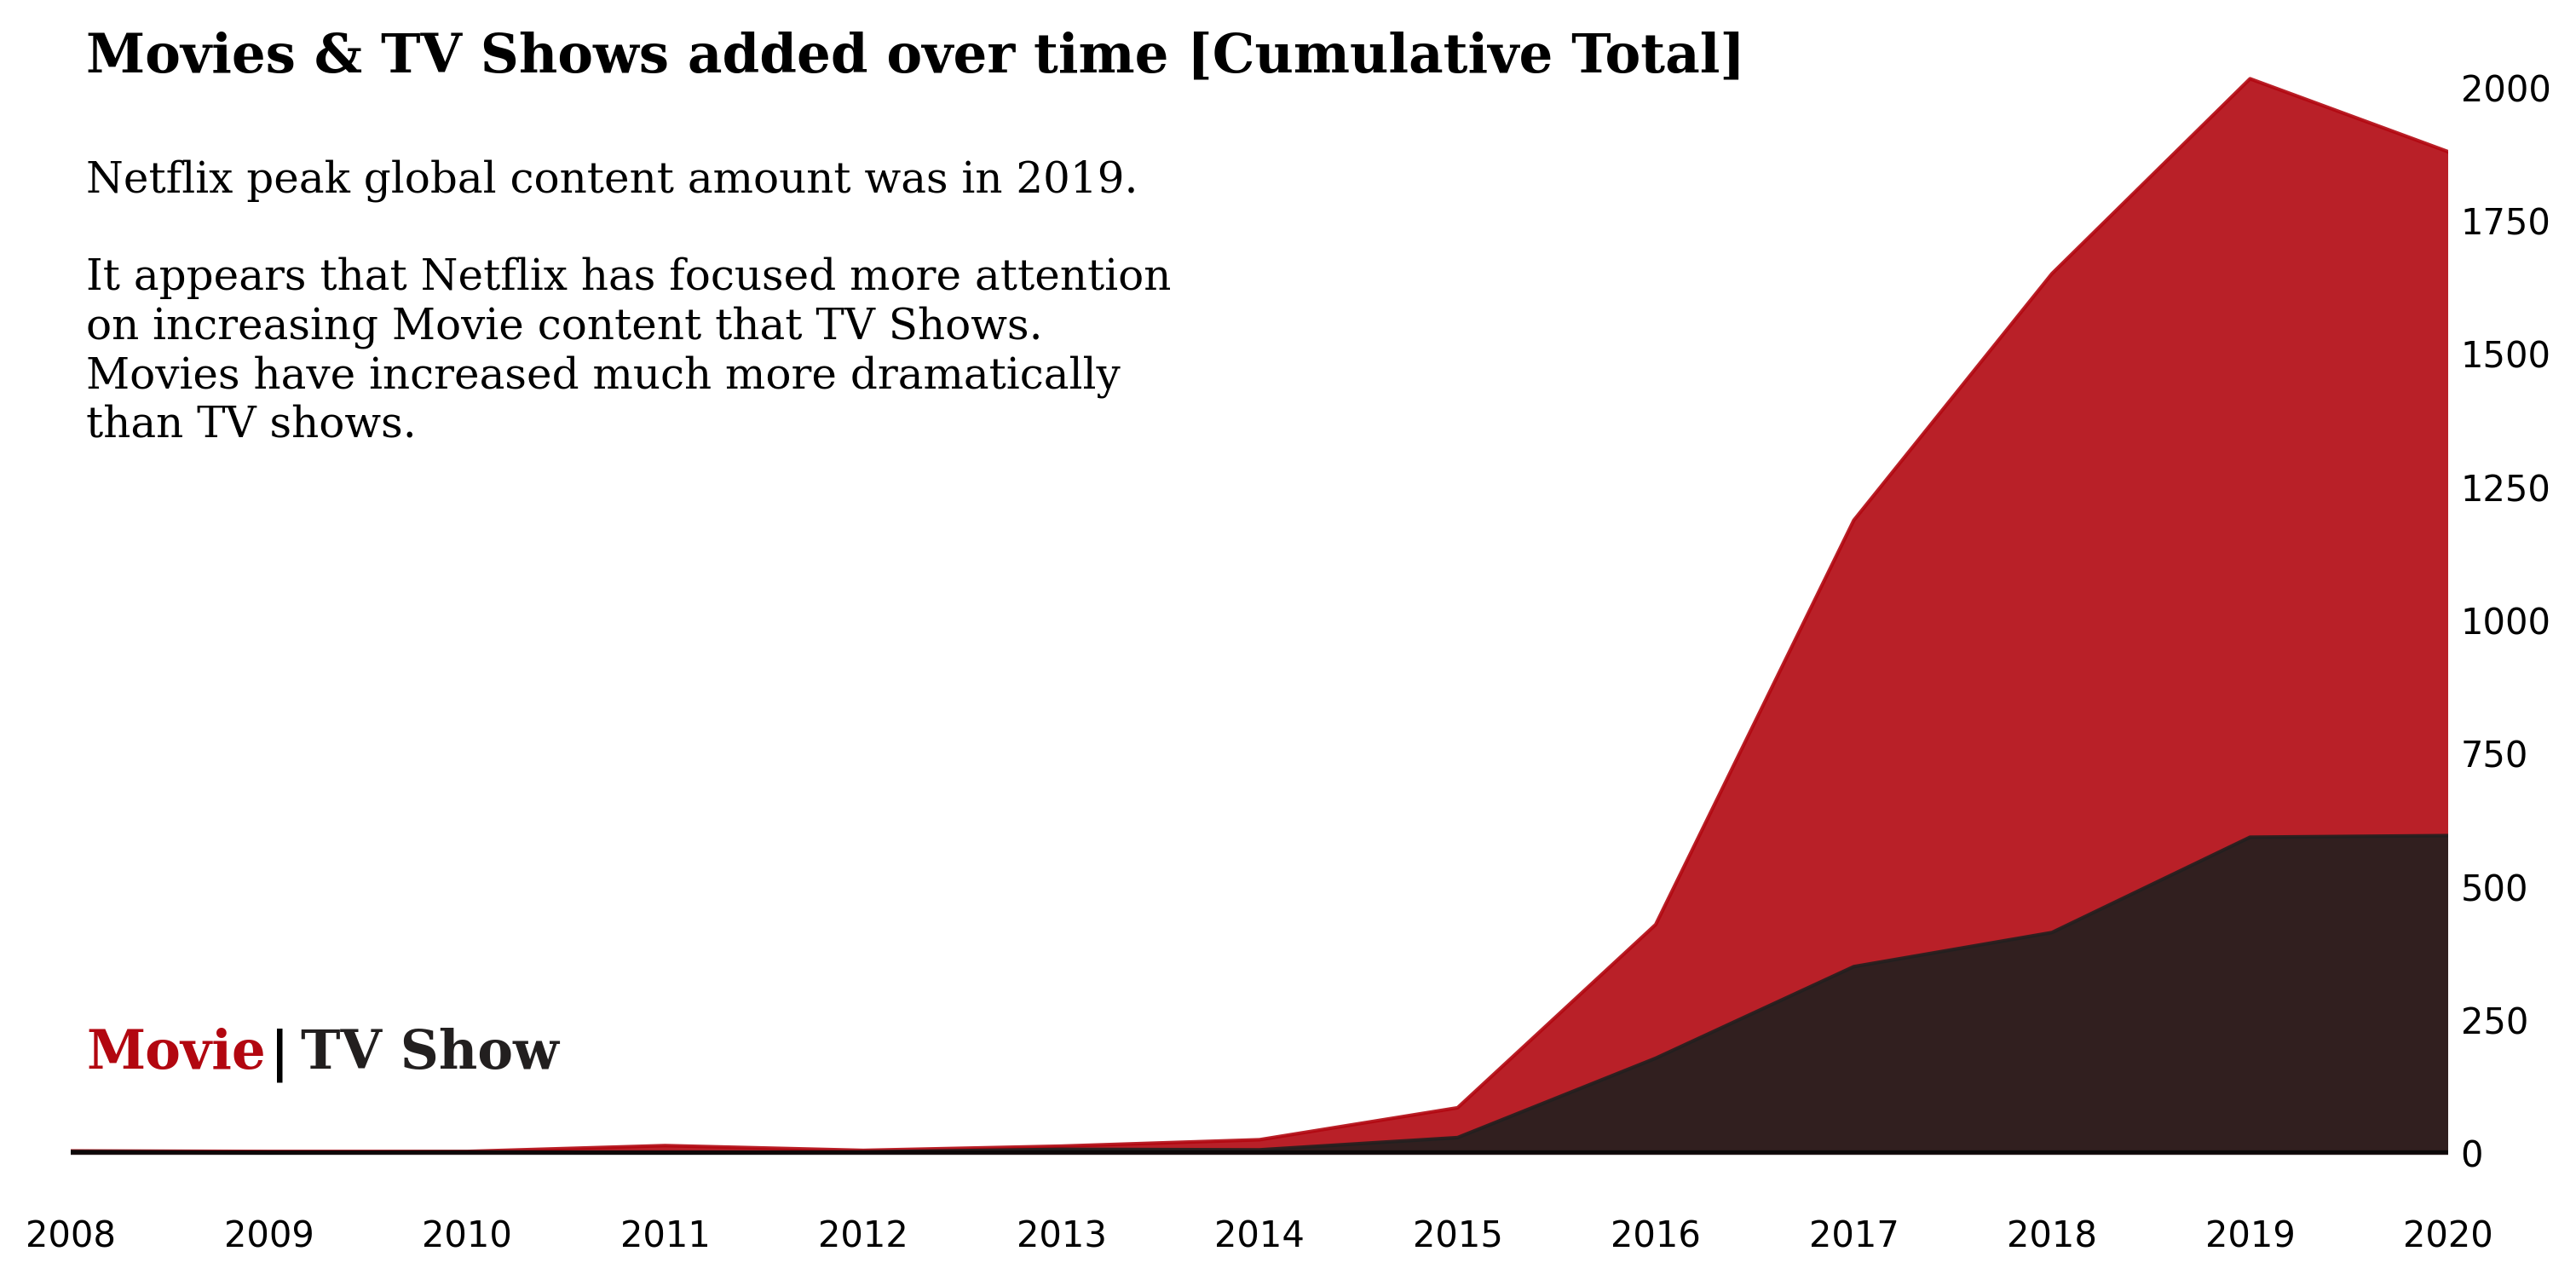 Movies & TV Shows added over time [Cumulative Total]
Netflix peak global content amount was in 2019.
It appears that Netflix has focused more attention
on increasing Movie content that TV Shows.
Movies have increased much more dramatically
than TV shows.
2000
1750
1500
1250
1000
750
500
250
0
Movie | TV Show
2008 2009 2010 2011 2012 2013 2014 2015 2016 2017 2018 2019 2020